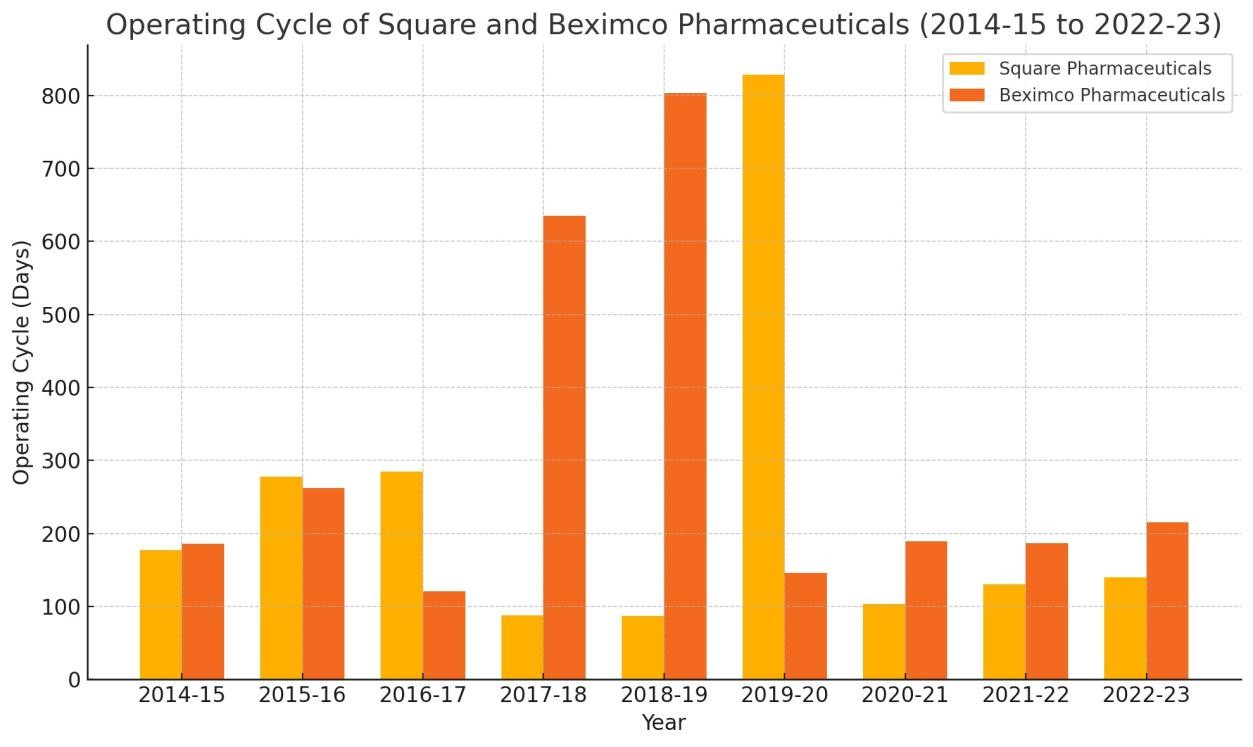 Operating Cycle of Square and Beximco Pharmaceuticals (2014-15 to 2022-23)
Square Pharmaceuticals
Beximco Pharmaceuticals
Operating Cycle (Days)
800
700
600
500
400
300
200
100
0
2014-15 2015-16 2016-17 2017-18 2018-19 2019-20 2020-21 2021-22 2022-23
Year